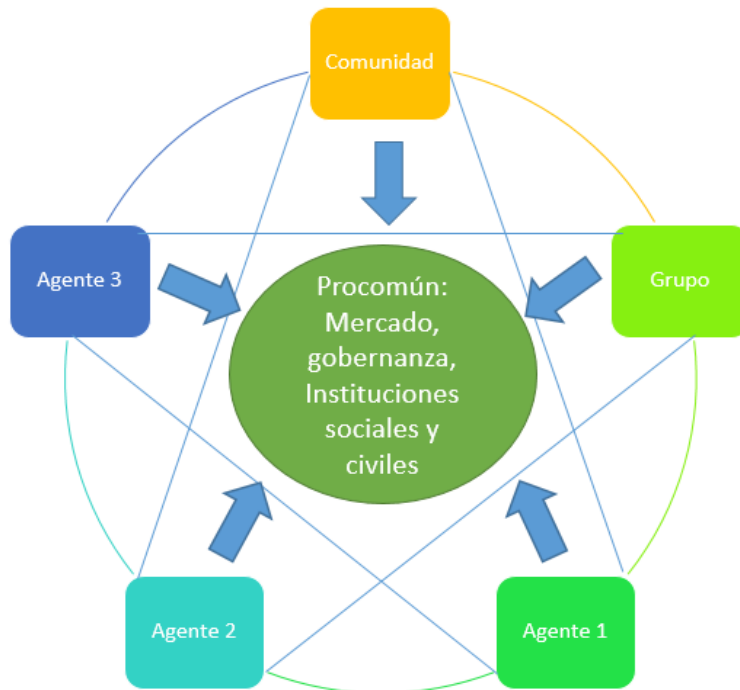 Comunidad
Agente 3
Grupo
Procomún:
Mercado,
gobernanza,
Instituciones
sociales y
civiles
Agente 2
Agente 1